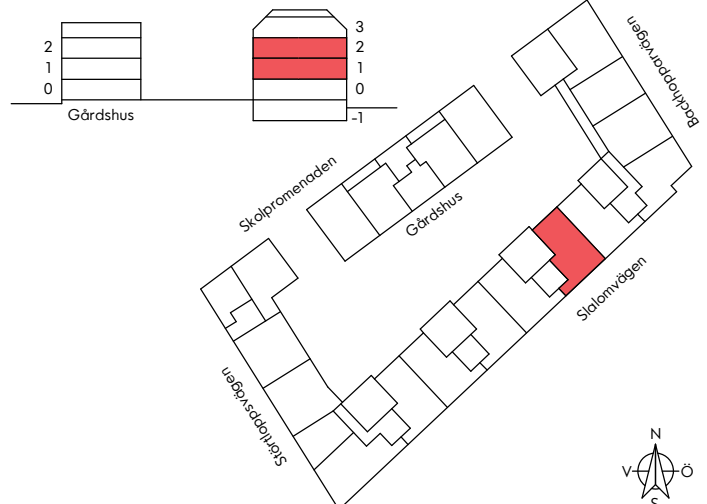 3
2
2
1
1
0
0
-1
Gårdshus
Backhopparvägen
Skolpromenaden
Gårdshus
Slalomvägen
Störtloppsvägen
N
V
Ö
S